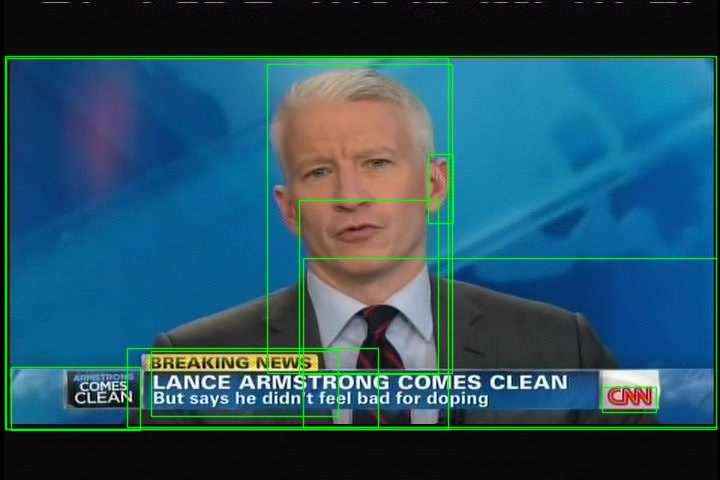 BREAKING NEWS
ARMSTRONG
COMES
CLEAN
LANCE ARMSTRONG COMES CLEAN
But says he didn't feel bad for doping
CNN